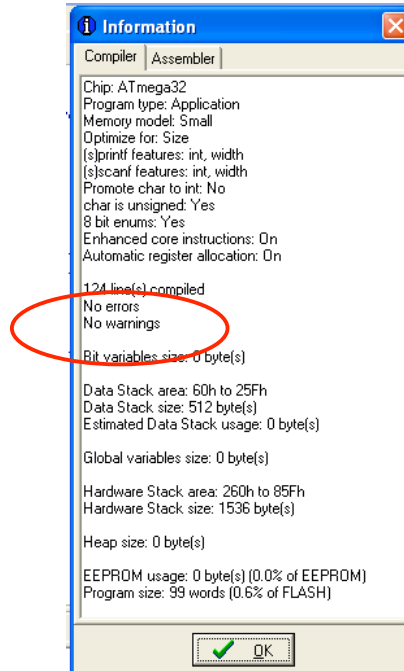 Information
Compiler
Assembler
Chip: ATmega32
Program type: Application
Memory model: Small
Optimize for: Size
(s)printf features: int, width
(s)scanf features: int, width
Promote char to int: No
char is unsigned: Yes
8 bit enums: Yes
Enhanced core instructions: On
Automatic register allocation: On
124 line(s) compiled
No errors
No warnings
Bit variables size: 0 byte(s)
Data Stack area: 60h to 25Fh
Data Stack size: 512 byte(s)
Estimated Data Stack usage: 0 byte(s)
Global variables size: 0 byte(s)
Hardware Stack area: 260h to 85Fh
Hardware Stack size: 1536 byte(s)
Heap size: 0 byte(s)
EEPROM usage: 0 byte(s) (0.0% of EEPROM)
Program size: 99 words (0.6% of FLASH)
OK